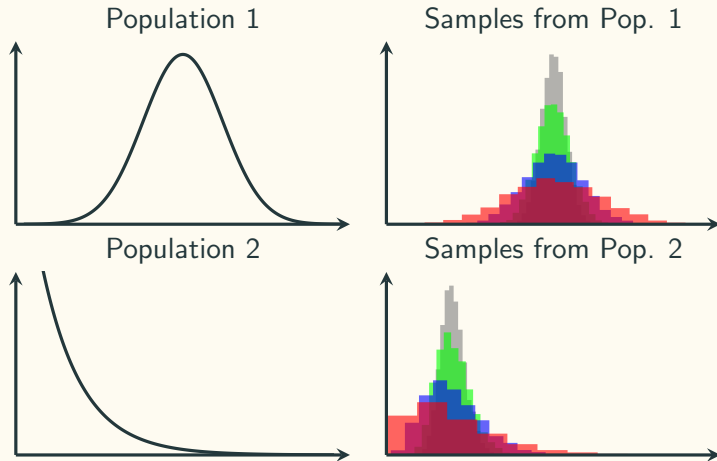 Population 1
Samples from Pop. 1
Population 2
Samples from Pop. 2